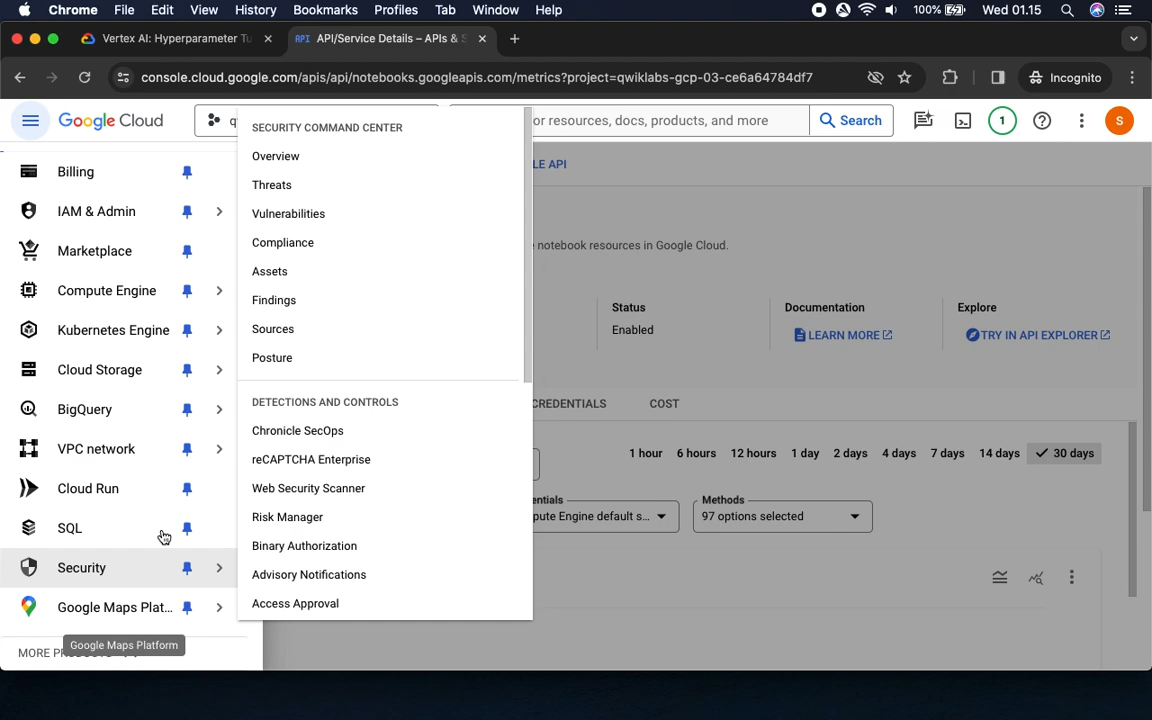 Chrome File Edit View History Bookmarks Profiles Tab Window Help 100% Wed 01.15
Vertex AI: Hyperparameter Tu
RPI API/Service Details – APIs & S
console.cloud.google.com/apis/api/notebooks.googleapis.com/metrics?project=qwiklabs-gcp-03-ce6a64784df7
Incognito
Google Cloud
q
or resources, docs, products, and more
Search
1
S
Billing
IAM & Admin
Marketplace
Compute Engine
Kubernetes Engine
Cloud Storage
BigQuery
VPC network
Cloud Run
SQL
Security
Google Maps Plat...
Google Maps Platform
SECURITY COMMAND CENTER
Overview
Threats
Vulnerabilities
Compliance
Assets
Findings
Sources
Posture
DETECTIONS AND CONTROLS
Chronicle SecOps
reCAPTCHA Enterprise
Web Security Scanner
Risk Manager
Binary Authorization
Advisory Notifications
Access Approval
LE API
notebook resources in Google Cloud.
Status
Enabled
Documentation
LEARN MORE
Explore
TRY IN API EXPLORER
CREDENTIALS COST
1 hour 6 hours 12 hours 1 day 2 days 4 days 7 days 14 days 30 days
entials
pute Engine default s...
Methods
97 options selected